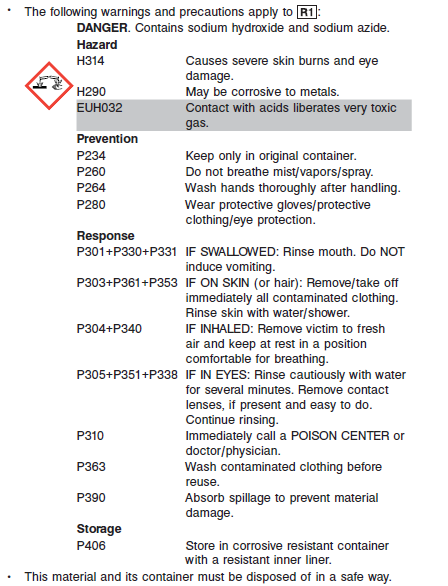 • The following warnings and precautions apply to R1:
DANGER. Contains sodium hydroxide and sodium azide.
Hazard
H314 Causes severe skin burns and eye
damage.
H290 May be corrosive to metals.
EUH032 Contact with acids liberates very toxic
gas.
Prevention
P234 Keep only in original container.
P260 Do not breathe mist/vapors/spray.
P264 Wash hands thoroughly after handling.
P280 Wear protective gloves/protective
clothing/eye protection.
Response
P301+P330+P331 IF SWALLOWED: Rinse mouth. Do NOT
induce vomiting.
P303+P361+P353 IF ON SKIN (or hair): Remove/take off
immediately all contaminated clothing.
Rinse skin with water/shower.
P304+P340 IF INHALED: Remove victim to fresh
air and keep at rest in a position
comfortable for breathing.
P305+P351+P338 IF IN EYES: Rinse cautiously with water
for several minutes. Remove contact
lenses, if present and easy to do.
Continue rinsing.
P310 Immediately call a POISON CENTER or
doctor/physician.
P363 Wash contaminated clothing before
reuse.
P390 Absorb spillage to prevent material
damage.
Storage
P406 Store in corrosive resistant container
with a resistant inner liner.
• This material and its container must be disposed of in a safe way.